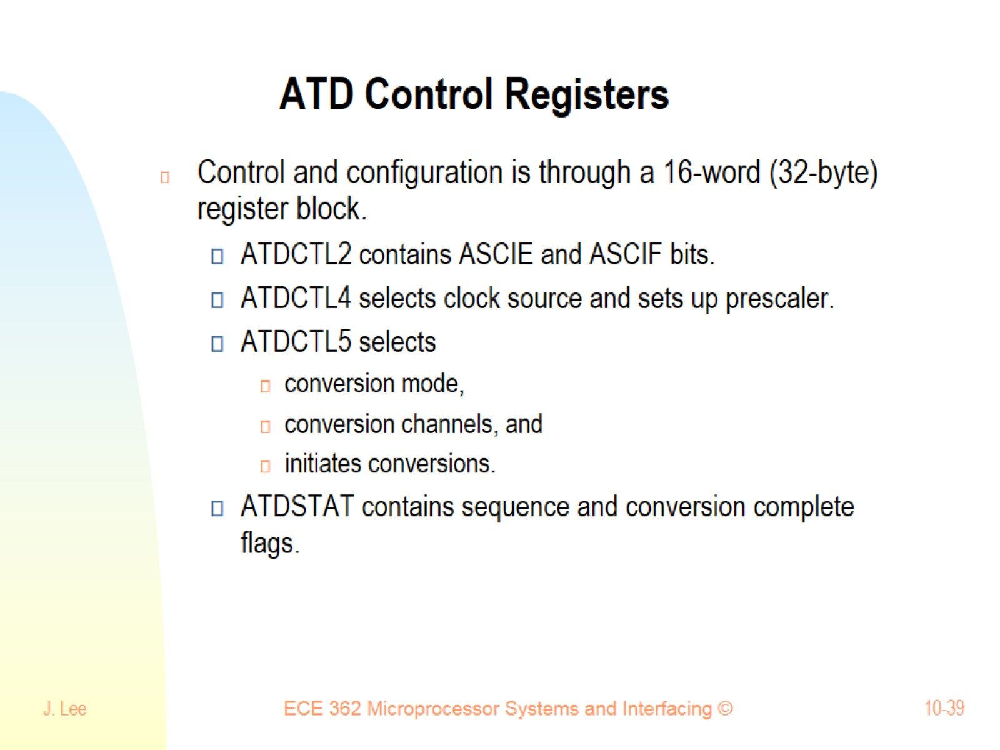 ATD Control Registers
Control and configuration is through a 16-word (32-byte)
register block.
ATDCTL2 contains ASCIE and ASCIF bits.
ATDCTL4 selects clock source and sets up prescaler.
ATDCTL5 selects
conversion mode,
conversion channels, and
initiates conversions.
ATDSTAT contains sequence and conversion complete
flags.
J. Lee
ECE 362 Microprocessor Systems and Interfacing ©
10-39